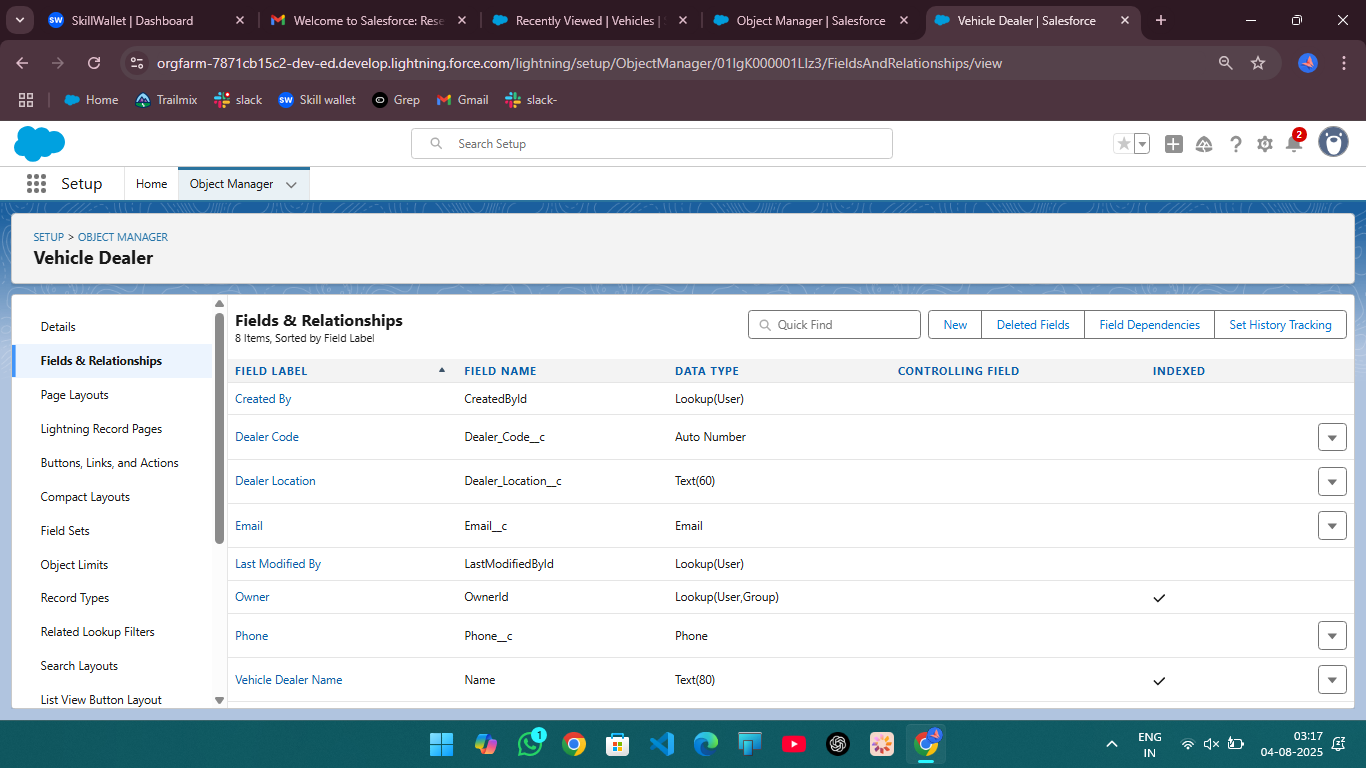 SW SkillWallet | Dashboard
Welcome to Salesforce: Rese
Recently Viewed | Vehicles |
Object Manager | Salesforce
Vehicle Dealer | Salesforce
orgfarm-7871cb15c2-dev-ed.develop.lightning.force.com/lightning/setup/ObjectManager/01IgK000001LIz3/FieldsAndRelationships/view
Home Trailmix slack SW Skill wallet Grep Gmail slack-
Search Setup
2
Setup Home Object Manager
SETUP > OBJECT MANAGER
Vehicle Dealer
Details
Fields & Relationships
Page Layouts
Lightning Record Pages
Buttons, Links, and Actions
Compact Layouts
Field Sets
Object Limits
Record Types
Related Lookup Filters
Search Layouts
List View Button Layout
Fields & Relationships
8 Items, Sorted by Field Label
Quick Find
New Deleted Fields Field Dependencies Set History Tracking
FIELD LABEL FIELD NAME DATA TYPE CONTROLLING FIELD INDEXED
Created By CreatedById Lookup(User)
Dealer Code Dealer_Code__c Auto Number
Dealer Location Dealer_Location__c Text(60)
Email Email__c Email
Last Modified By LastModifiedById Lookup(User)
Owner OwnerId Lookup(User,Group)
Phone Phone__c Phone
Vehicle Dealer Name Name Text(80)
1
ENG
IN
03:17
04-08-2025